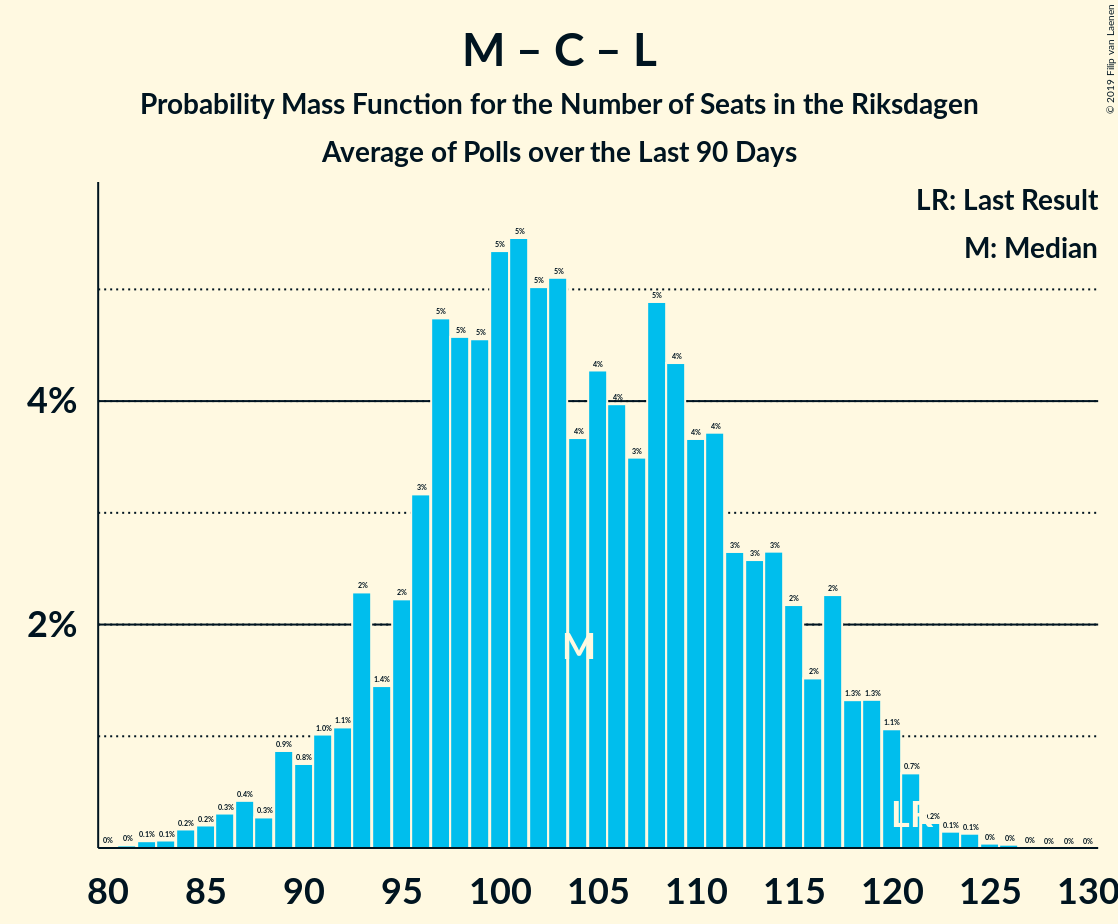 M – C – L
Probability Mass Function for the Number of Seats in the Riksdagen
Average of Polls over the Last 90 Days
© 2019 Filip van Laenen
LR: Last Result
M: Median
4%
2%
0% 0% 0.1% 0.1% 0.2% 0.2% 0.3% 0.4% 0.3% 0.9% 0.8% 1.0% 1.1% 2% 1.4% 2% 3% 5% 5% 5% 5% 5% 5% 5% 4% 4% 4% 3% 5% 4% 4% 4% 3% 3% 3% 2% 2% 2% 1.3% 1.3% 1.1% 0.7% 0.2% 0.1% 0.1% 0% 0% 0% 0% 0% 0%
M
LR
80 85 90 95 100 105 110 115 120 125 130